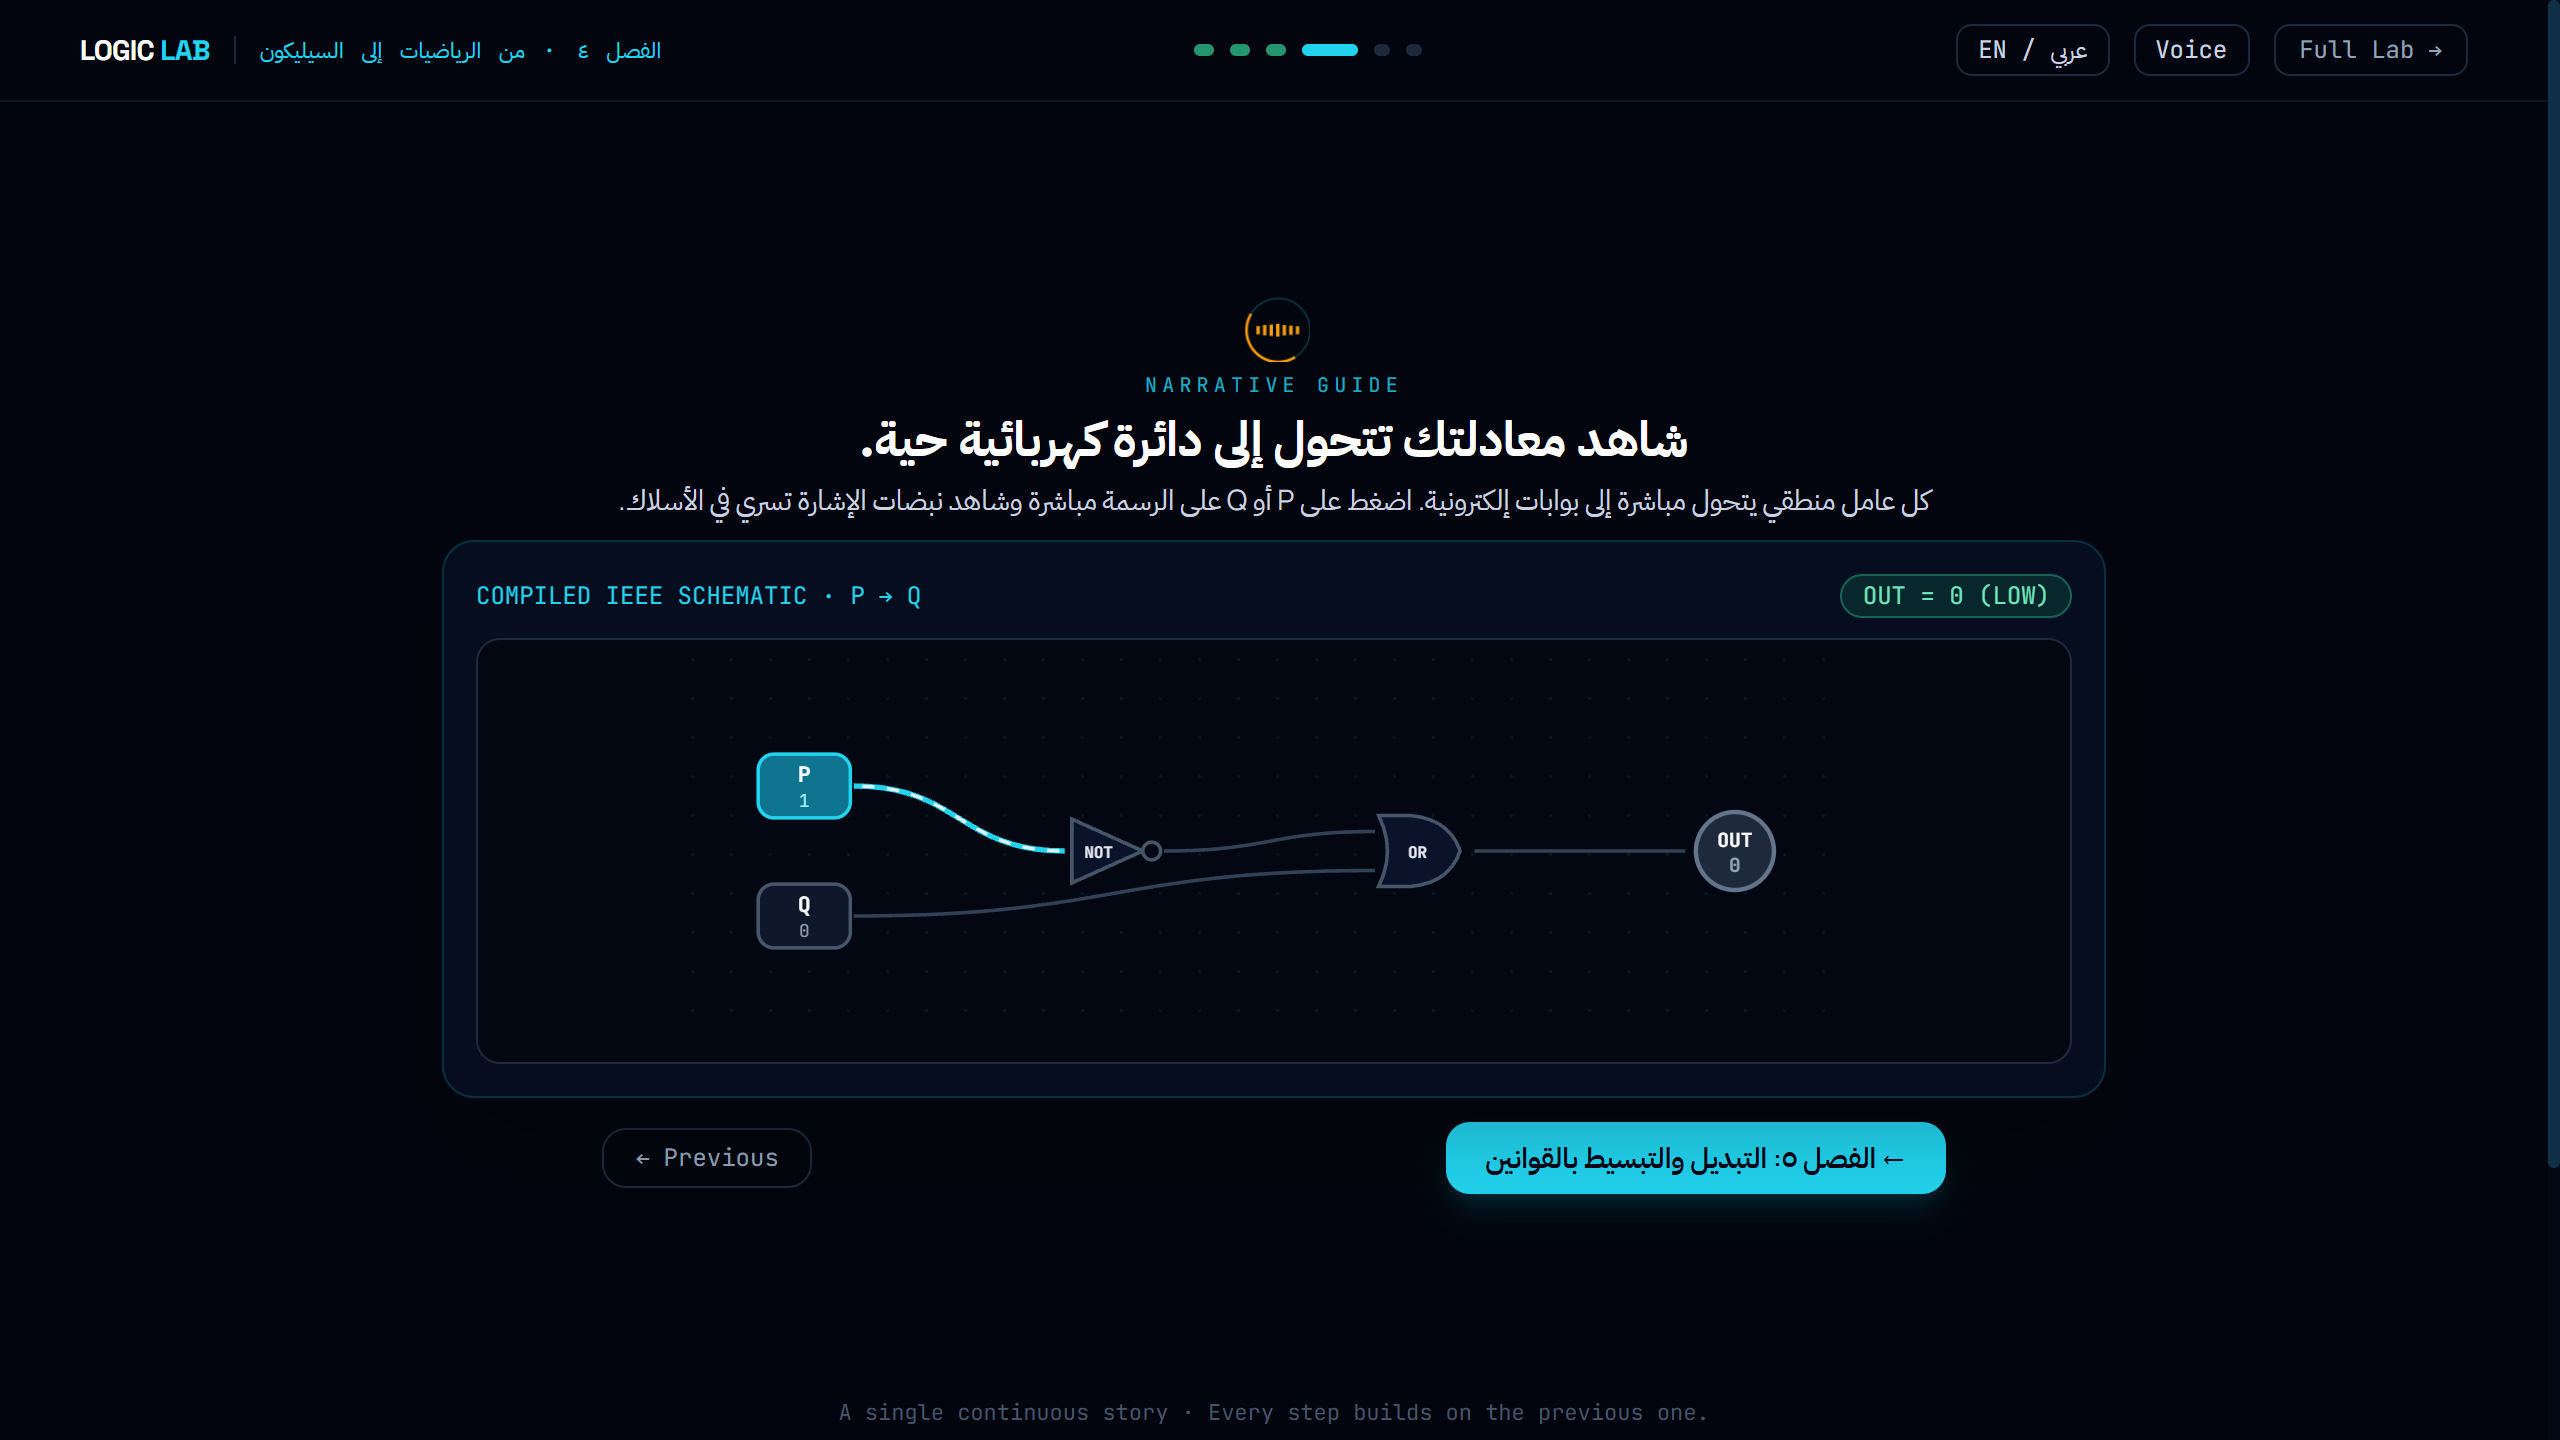 LOGIC LAB
الفصل ٤ · من الرياضيات إلى السيليكون
EN / عربي
Voice
Full Lab →
NARRATIVE GUIDE
شاهد معادلتك تتحول إلى دائرة كهربائية حية.
كل عامل منطقي يتحول مباشرة إلى بوابات إلكترونية. اضغط على P أو Q على الرسمة مباشرة وشاهد نبضات الإشارة تسري في الأسلاك.
COMPILED IEEE SCHEMATIC · P → Q
OUT = 0 (LOW)
P
1
NOT
OR
OUT
0
Q
0
← Previous
← الفصل ٥: التبديل والتبسيط بالقوانين
A single continuous story · Every step builds on the previous one.